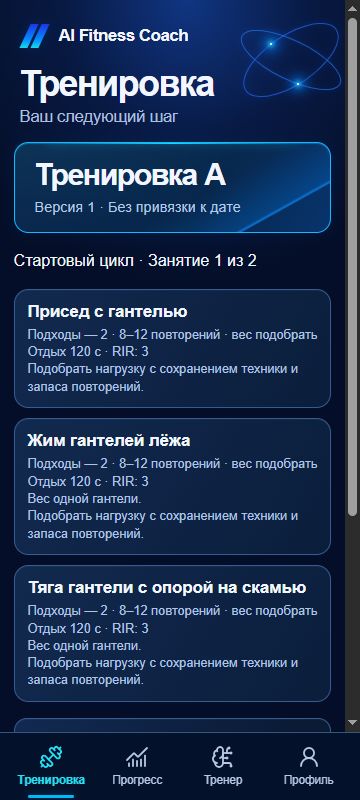 AI Fitness Coach
Тренировка
Ваш следующий шаг
Тренировка А
Версия 1 · Без привязки к дате
Стартовый цикл · Занятие 1 из 2
Присед с гантелью
Подходы — 2 · 8–12 повторений · вес подобрать
Отдых 120 с · RIR: 3
Подобрать нагрузку с сохранением техники и
запаса повторений.
Жим гантелей лёжа
Подходы — 2 · 8–12 повторений · вес подобрать
Отдых 120 с · RIR: 3
Вес одной гантели.
Подобрать нагрузку с сохранением техники и
запаса повторений.
Тяга гантели с опорой на скамью
Подходы — 2 · 8–12 повторений · вес подобрать
Отдых 120 с · RIR: 3
Вес одной гантели.
Подобрать нагрузку с сохранением техники и
запаса повторений.
Тренировка
Прогресс
Тренер
Профиль